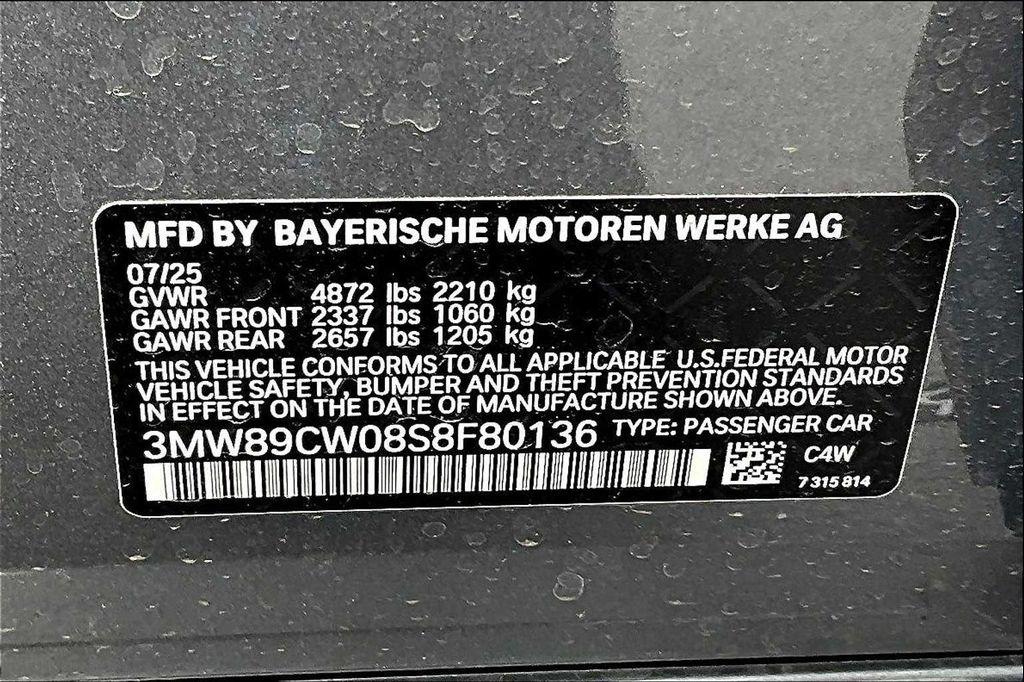 MFD BY BAYERISCHE MOTOREN WERKE AG
07/25
GVWR 4872 lbs 2210 kg
GAWR FRONT 2337 lbs 1060 kg
GAWR REAR 2657 lbs 1205 kg
THIS VEHICLE CONFORMS TO ALL APPLICABLE U.S.FEDERAL MOTOR
VEHICLE SAFETY, BUMPER AND THEFT PREVENTION STANDARDS
IN EFFECT ON THE DATE OF MANUFACTURE SHOWN ABOVE.
3MW89CW08S8F80136 TYPE: PASSENGER CAR
C4W
7 315 814